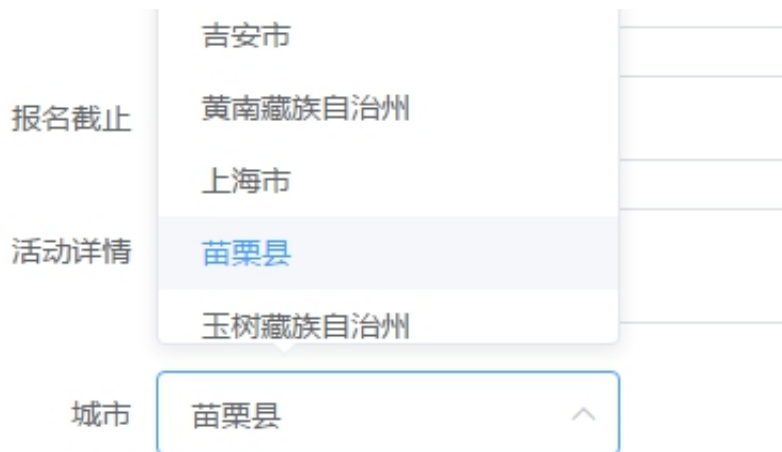 吉安市
报名截止
黄南藏族自治州
上海市
活动详情
苗栗县
玉树藏族自治州
城市
苗栗县